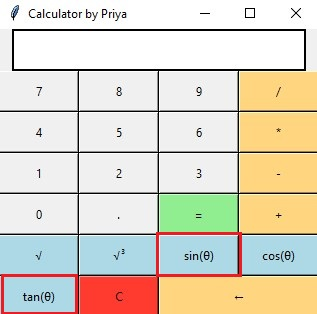 Calculator by Priya
7 8 9 /
4 5 6 *
1 2 3 -
0 . = +
√ √³ sin(θ) cos(θ)
tan(θ) C ←